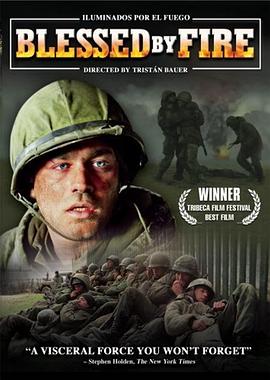 ILUMINADOS POR EL FUEGO
BLESSED BY FIRE
DIRECTED BY TRISTÁN BAUER
WINNER
TRIBECA FILM FESTIVAL
BEST FILM
"A VISCERAL FORCE YOU WON'T FORGET"
– Stephen Holden, The New York Times